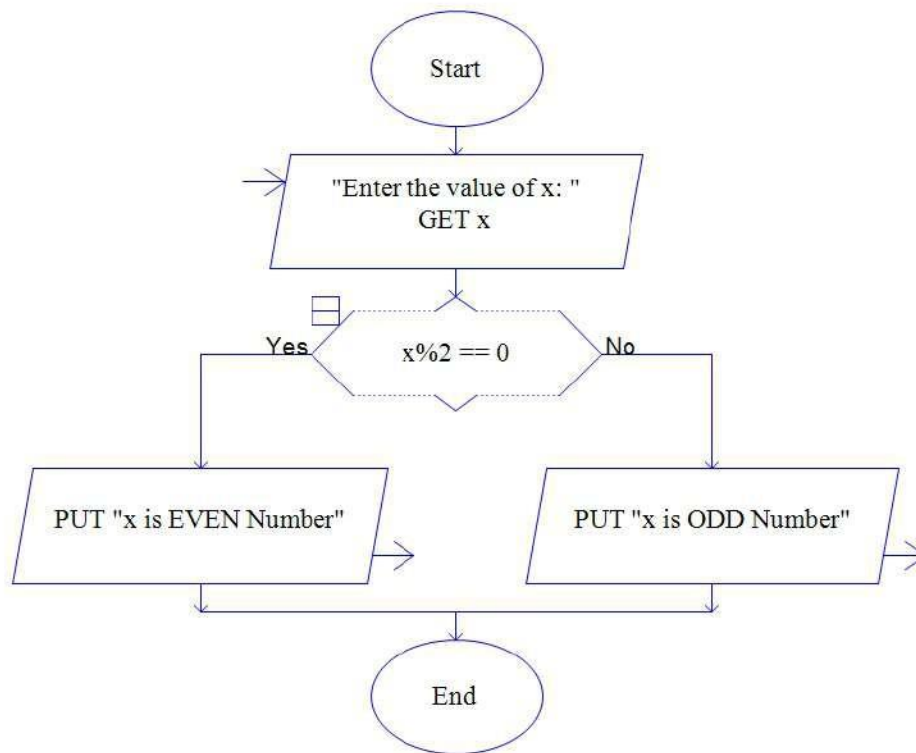 Start
"Enter the value of x: "
GET x
Yes
x%2 == 0
No
PUT "x is EVEN Number"
PUT "x is ODD Number"
End